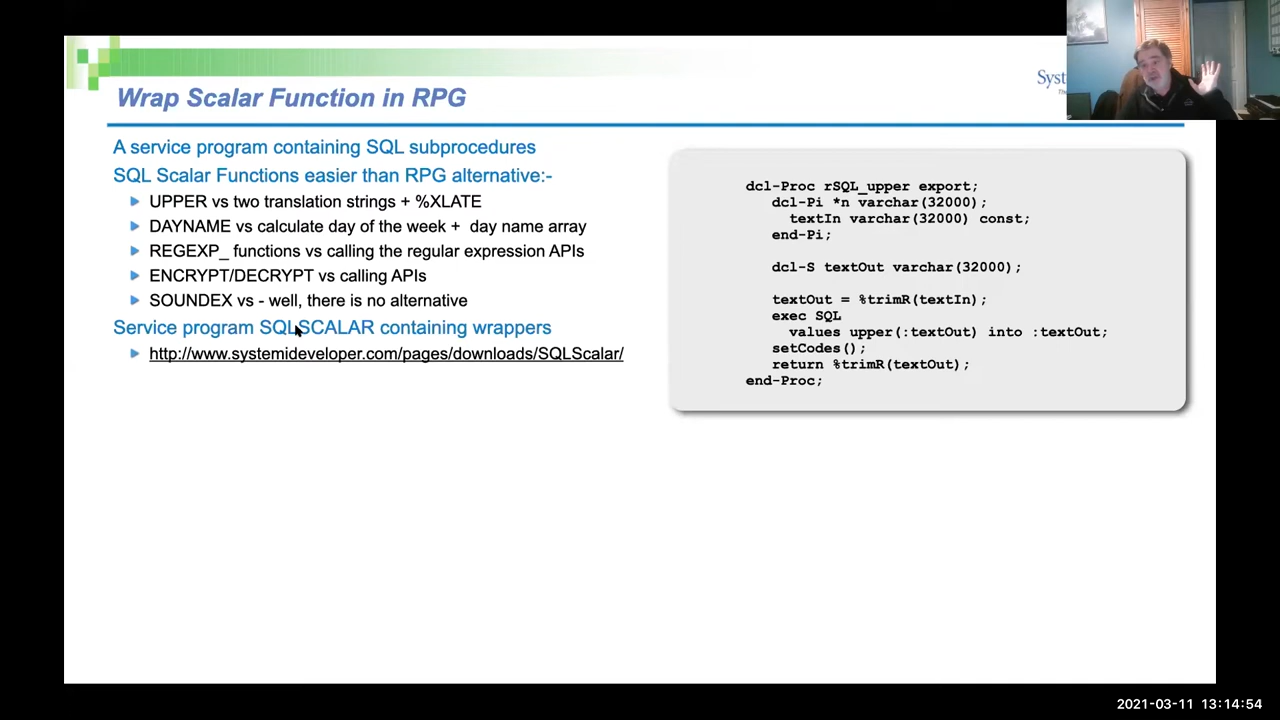 Wrap Scalar Function in RPG
Syst
A service program containing SQL subprocedures
SQL Scalar Functions easier than RPG alternative:-
UPPER vs two translation strings + %XLATE
DAYNAME vs calculate day of the week + day name array
REGEXP_ functions vs calling the regular expression APIs
ENCRYPT/DECRYPT vs calling APIs
SOUNDEX vs - well, there is no alternative
Service program SQLSCALAR containing wrappers
http://www.systemideveloper.com/pages/downloads/SQLScalar/
dcl-Proc rSQL_upper export;
dcl-Pi *n varchar(32000);
textIn varchar(32000) const;
end-Pi;
dcl-S textOut varchar(32000);
textOut = %trimR(textIn);
exec SQL
values upper(:textOut) into :textOut;
setCodes();
return %trimR(textOut);
end-Proc;
2021-03-11 13:14:54